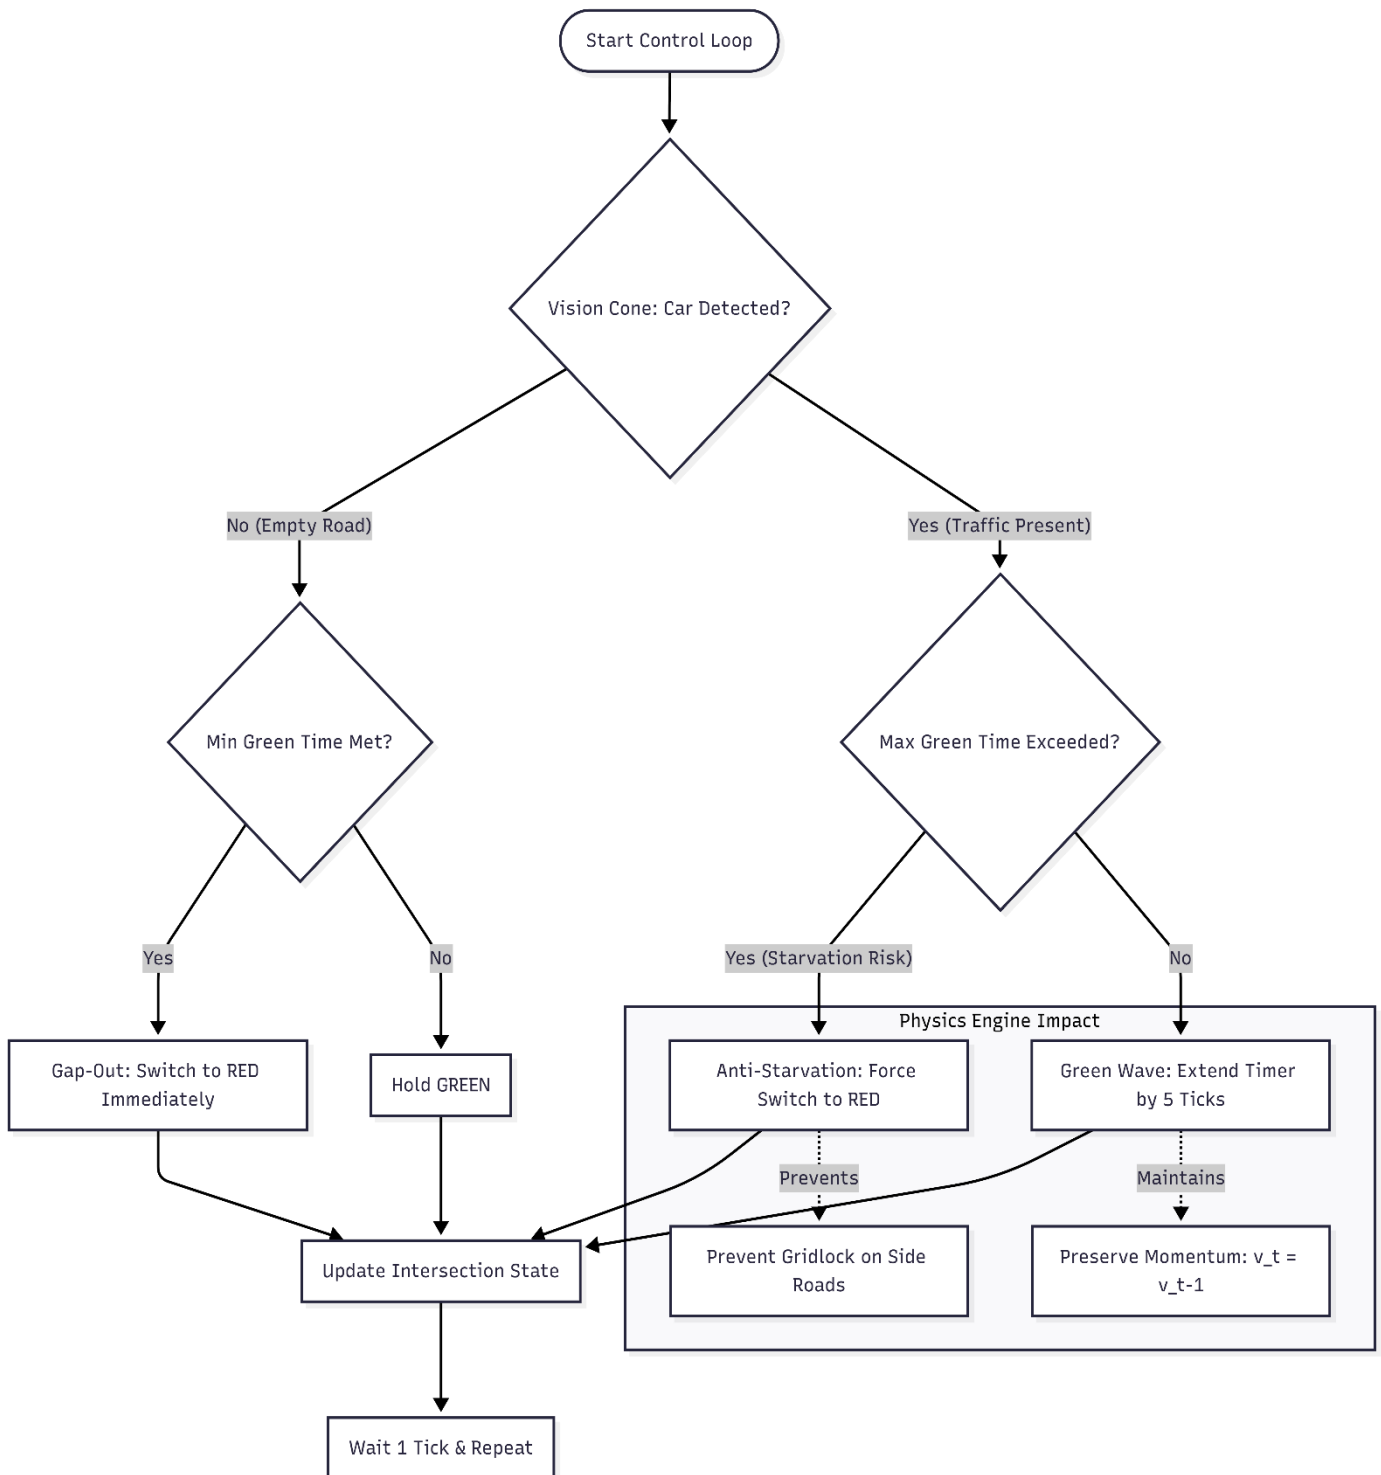 Start Control Loop
Vision Cone: Car Detected?
No (Empty Road)
Yes (Traffic Present)
Min Green Time Met?
Max Green Time Exceeded?
Yes
No
Yes (Starvation Risk)
No
Physics Engine Impact
Gap-Out: Switch to RED
Immediately
Hold GREEN
Anti-Starvation: Force
Switch to RED
Green Wave: Extend Timer
by 5 Ticks
Prevents
Maintains
Update Intersection State
Prevent Gridlock on Side
Roads
Preserve Momentum: v_t =
v_t-1
Wait 1 Tick & Repeat